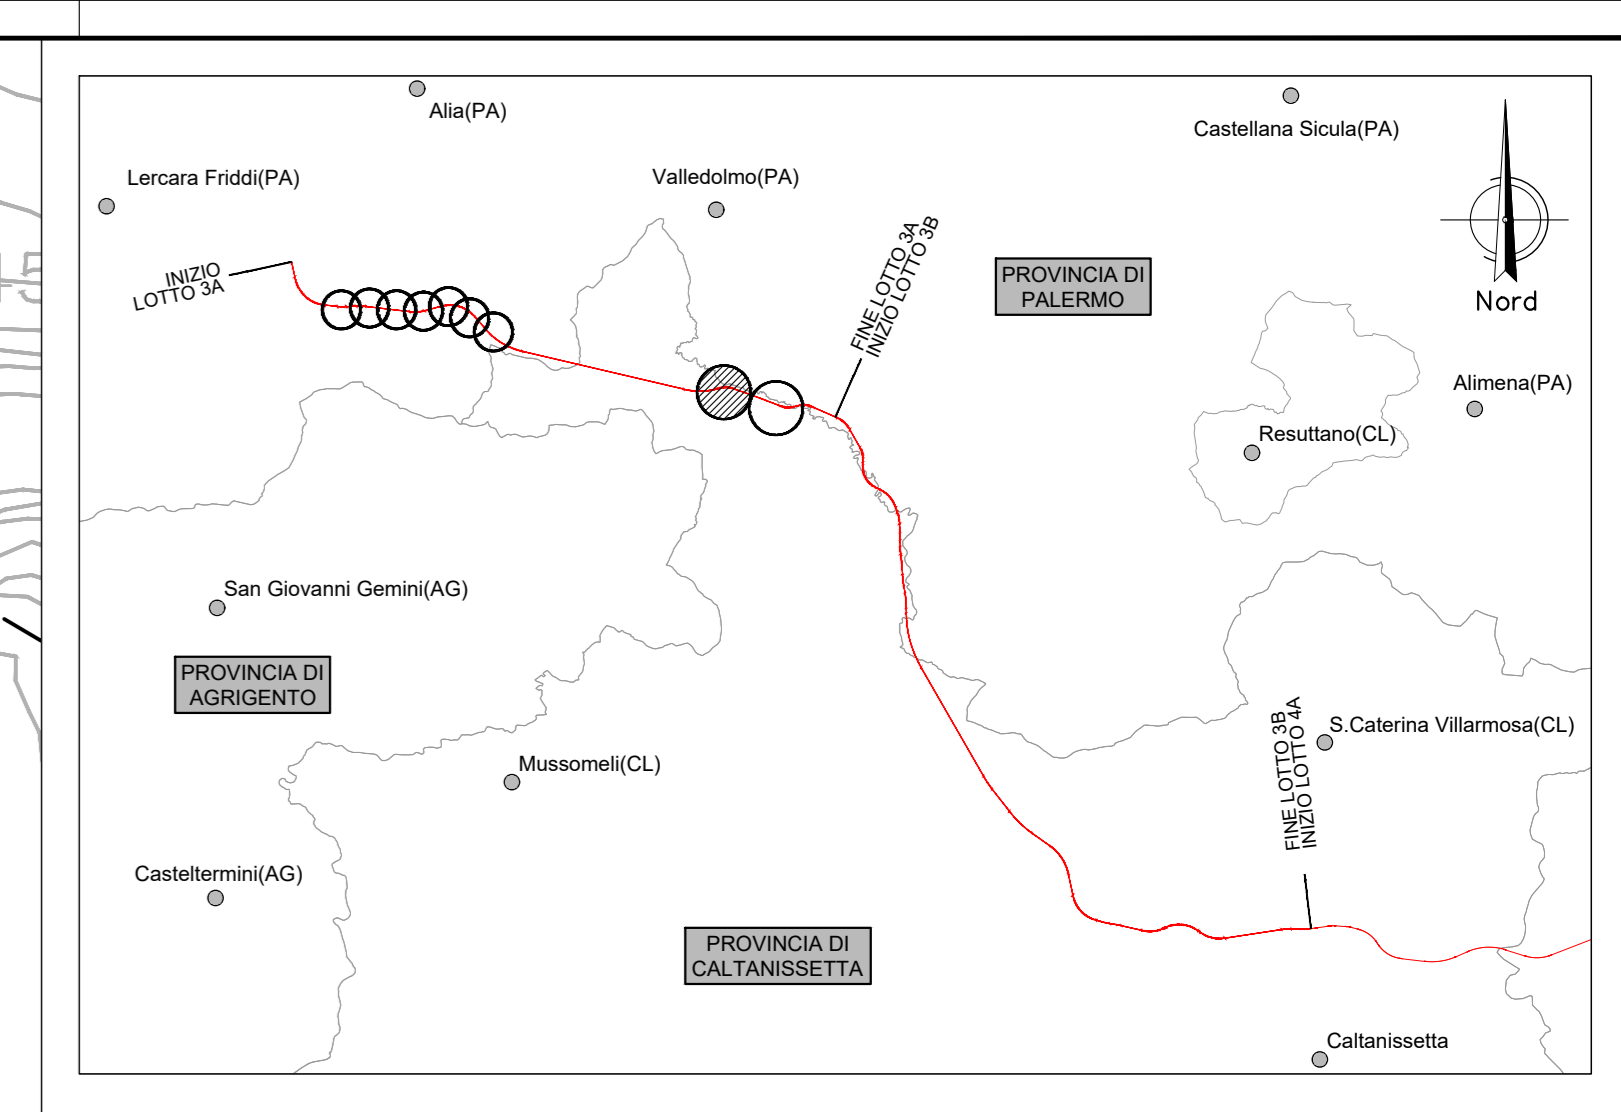 Alia(PA)
Castellana Sicula(PA)
Lercara Friddi(PA)
Valledolmo(PA)
INIZIO
LOTTO 3A
FINE LOTTO 3A
INIZIO LOTTO 3B
PROVINCIA DI
PALERMO
Nord
Alimena(PA)
Resuttano(CL)
San Giovanni Gemini(AG)
PROVINCIA DI
AGRIGENTO
FINE LOTTO 3B
INIZIO LOTTO 4A
S.Caterina Villarmosa(CL)
Mussomeli(CL)
Casteltermini(AG)
PROVINCIA DI
CALTANISSETTA
Caltanissetta